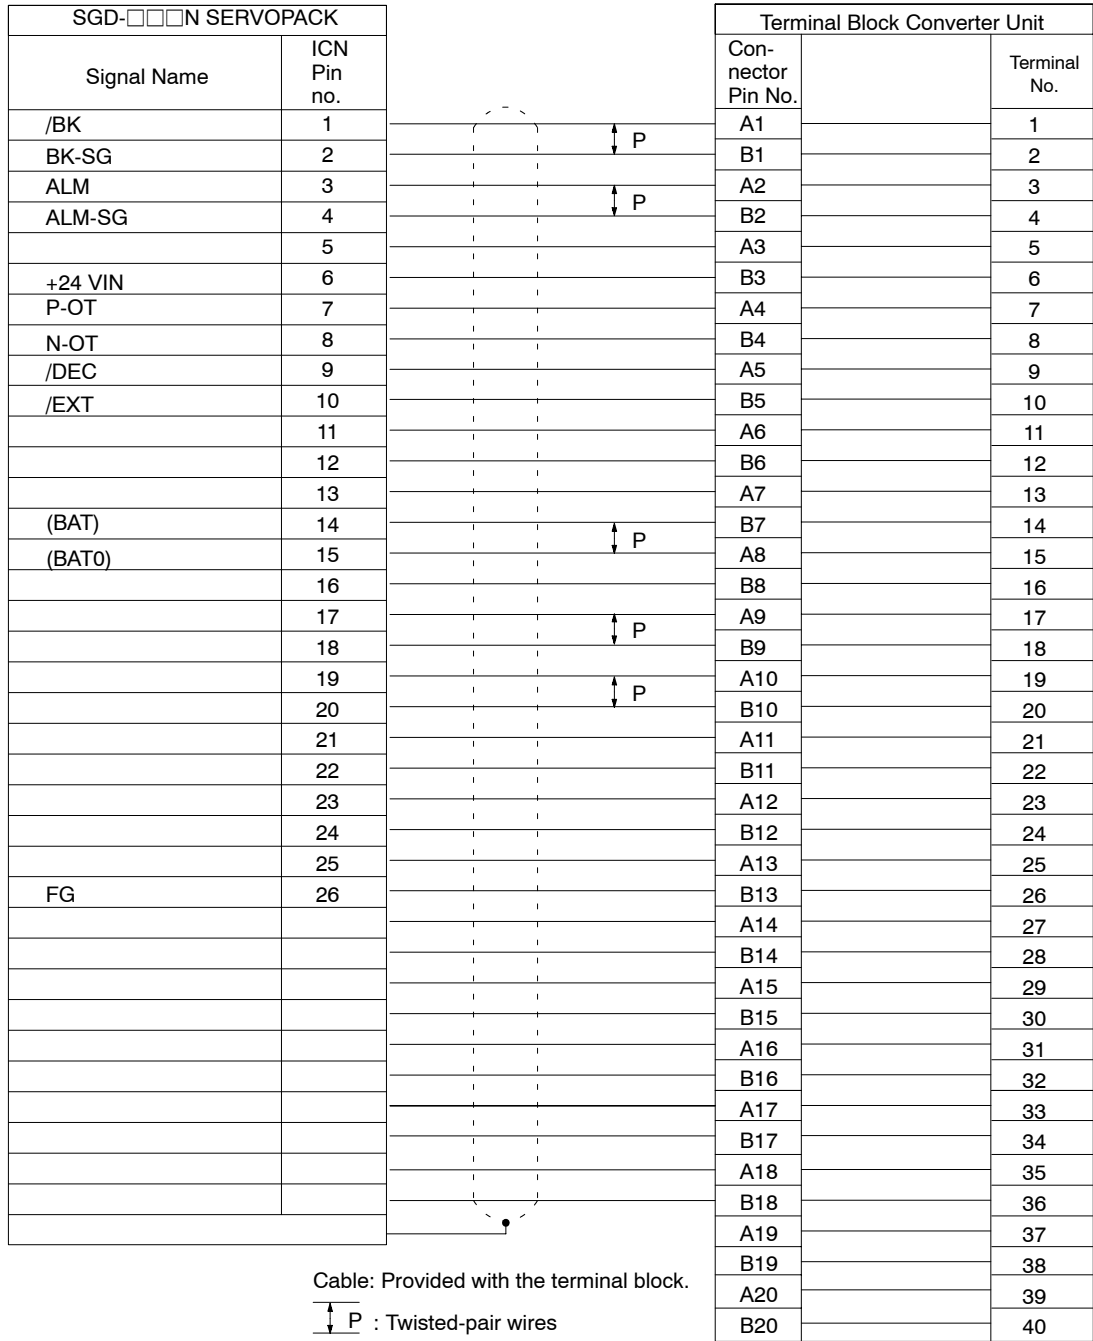 SGD-□□□N SERVOPACK Terminal Block Converter Unit
Signal Name ICN Pin no. Con-nector Pin No. Terminal No.
/BK 1 P A1 1
BK-SG 2 B1 2
ALM 3 P A2 3
ALM-SG 4 B2 4
5 A3 5
+24 VIN 6 B3 6
P-OT 7 A4 7
N-OT 8 B4 8
/DEC 9 A5 9
/EXT 10 B5 10
11 A6 11
12 B6 12
13 A7 13
(BAT) 14 P B7 14
(BAT0) 15 A8 15
16 B8 16
17 P A9 17
18 B9 18
19 P A10 19
20 B10 20
21 A11 21
22 B11 22
23 A12 23
24 B12 24
25 A13 25
FG 26 B13 26
A14 27
B14 28
A15 29
B15 30
A16 31
B16 32
A17 33
B17 34
A18 35
B18 36
A19 37
B19 38
A20 39
B20 40
Cable: Provided with the terminal block.
P : Twisted-pair wires